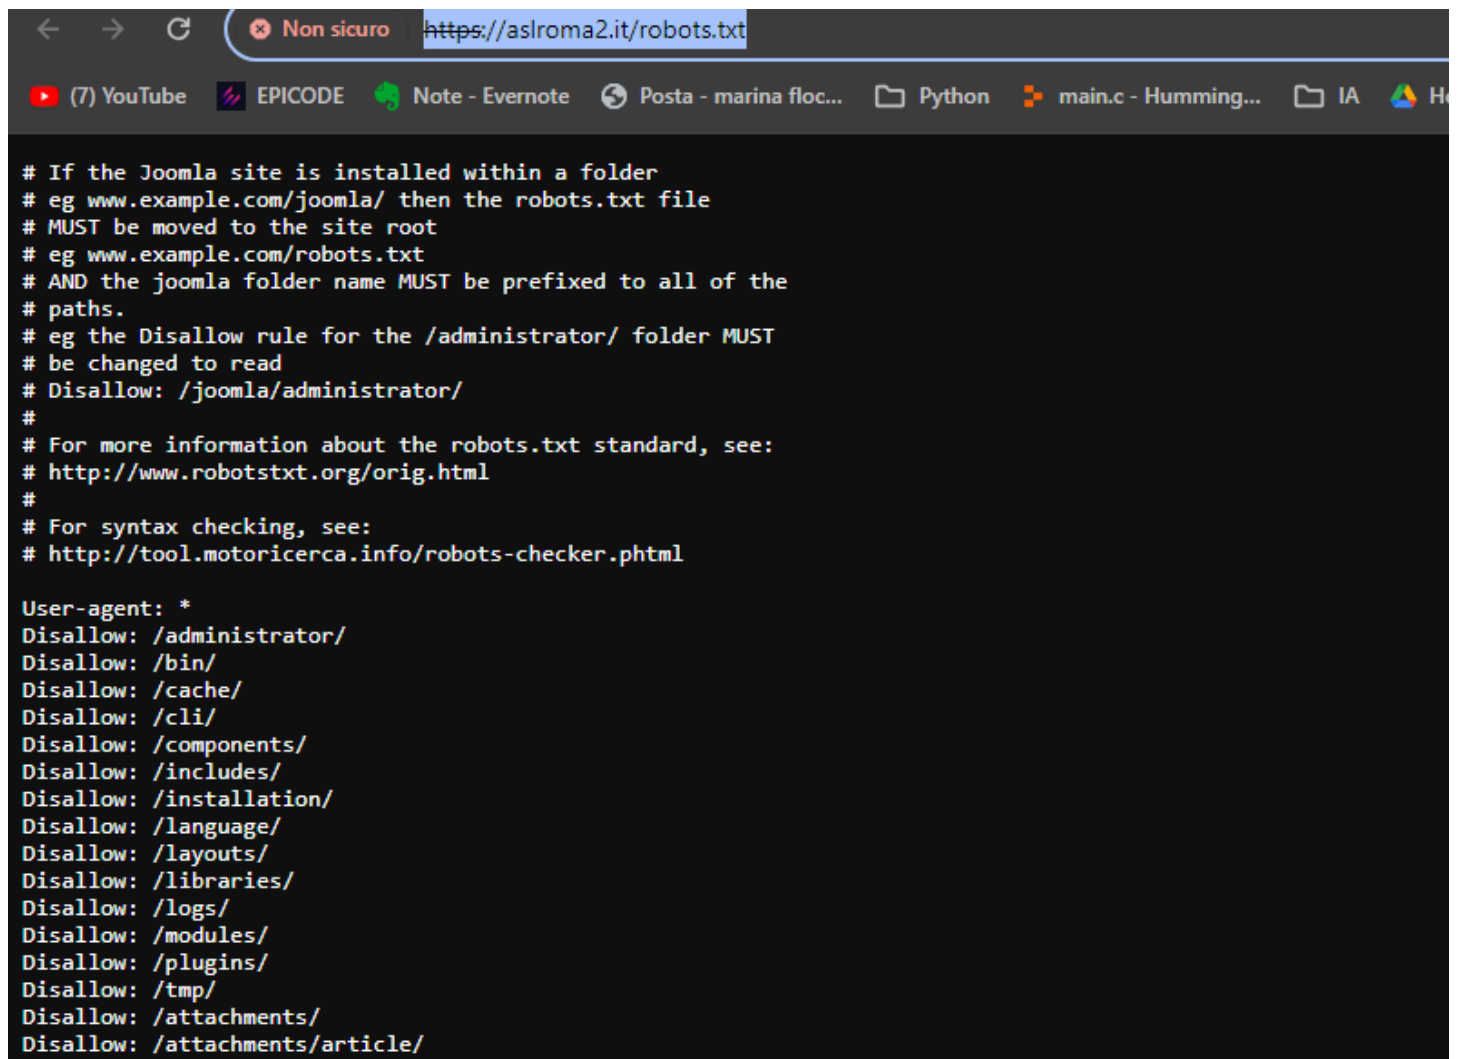 Non sicuro https://aslroma2.it/robots.txt
(7) YouTube EPICODE Note - Evernote Posta - marina floc... Python main.c - Humming... IA
# If the Joomla site is installed within a folder
# eg www.example.com/joomla/ then the robots.txt file
# MUST be moved to the site root
# eg www.example.com/robots.txt
# AND the joomla folder name MUST be prefixed to all of the
# paths.
# eg the Disallow rule for the /administrator/ folder MUST
# be changed to read
# Disallow: /joomla/administrator/
#
# For more information about the robots.txt standard, see:
# http://www.robotstxt.org/orig.html
#
# For syntax checking, see:
# http://tool.motoricerca.info/robots-checker.phtml
User-agent: *
Disallow: /administrator/
Disallow: /bin/
Disallow: /cache/
Disallow: /cli/
Disallow: /components/
Disallow: /includes/
Disallow: /installation/
Disallow: /language/
Disallow: /layouts/
Disallow: /libraries/
Disallow: /logs/
Disallow: /modules/
Disallow: /plugins/
Disallow: /tmp/
Disallow: /attachments/
Disallow: /attachments/article/